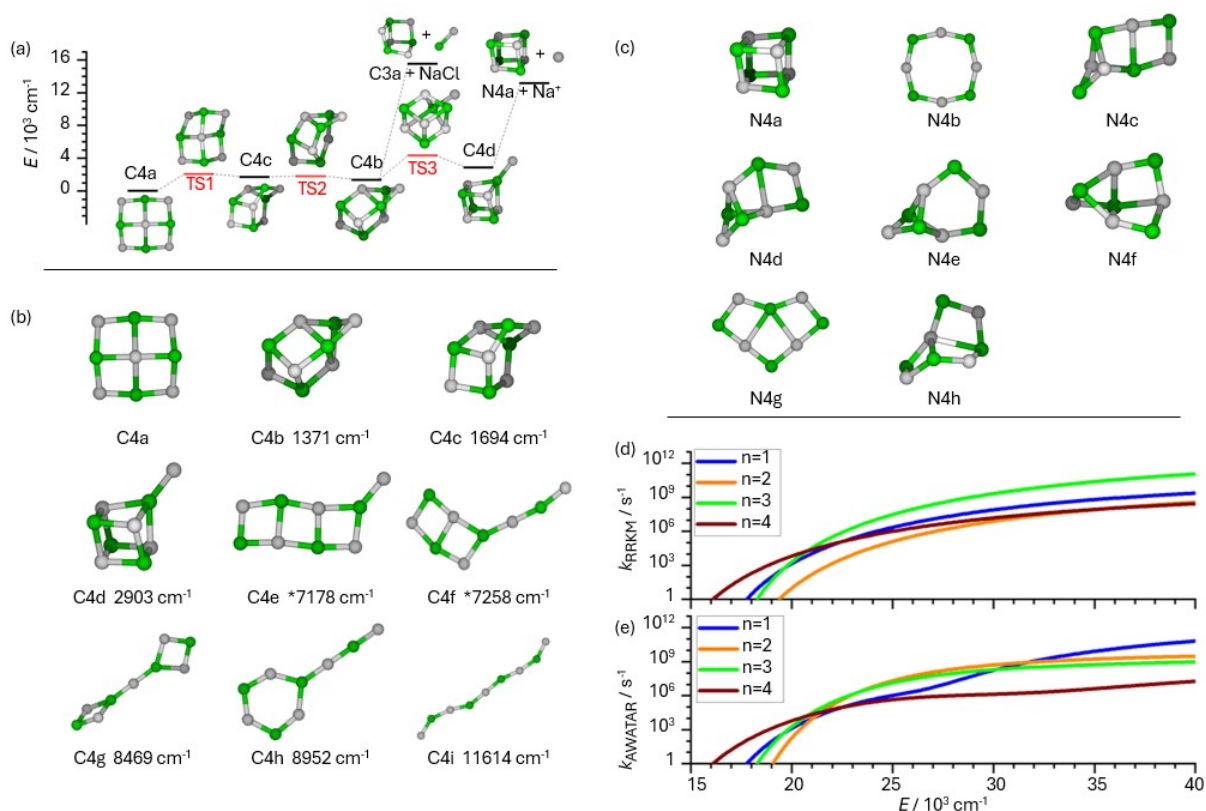 (a)
E / 10³ cm⁻¹
16
12
8
4
0
C4a
TS1
C4c
TS2
C4b
+
C3a + NaCl
TS3
C4d
+
N4a + Na⁺
(b)
C4a
C4b 1371 cm⁻¹
C4c 1694 cm⁻¹
C4d 2903 cm⁻¹
C4e *7178 cm⁻¹
C4f *7258 cm⁻¹
C4g 8469 cm⁻¹
C4h 8952 cm⁻¹
C4i 11614 cm⁻¹
(c)
N4a
N4b
N4c
N4d
N4e
N4f
N4g
N4h
(d)
k_RRKM / s⁻¹
10¹²
10⁹
10⁶
10³
1
n=1
n=2
n=3
n=4
(e)
k_AWATAR / s⁻¹
10¹²
10⁹
10⁶
10³
1
n=1
n=2
n=3
n=4
15
20
25
30
35
40
E / 10³ cm⁻¹